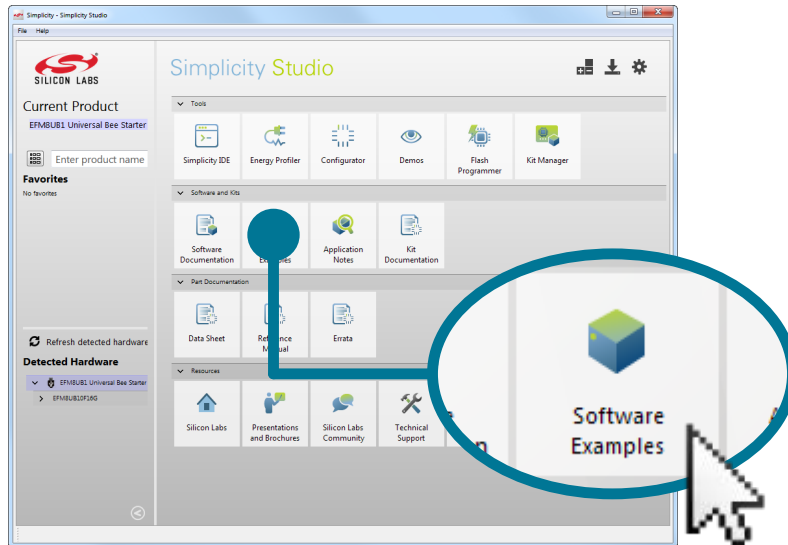 Simplicity - Simplicity Studio
File Help
SILICON LABS
Simplicity Studio
Current Product
EFM8UB1 Universal Bee Starter
Enter product name
Favorites
No favorites
Tools
Simplicity IDE
Energy Profiler
Configurator
Demos
Flash
Programmer
Kit Manager
Software and Kits
Software
Documentation
Examples
Application
Notes
Kit
Documentation
Part Documentation
Data Sheet
Reference
Manual
Errata
Resources
Silicon Labs
Presentations
and Brochures
Silicon Labs
Community
Technical
Support
Refresh detected hardware
Detected Hardware
EFM8UB1 Universal Bee Starter
EFM8UB10F16G
Software
Examples